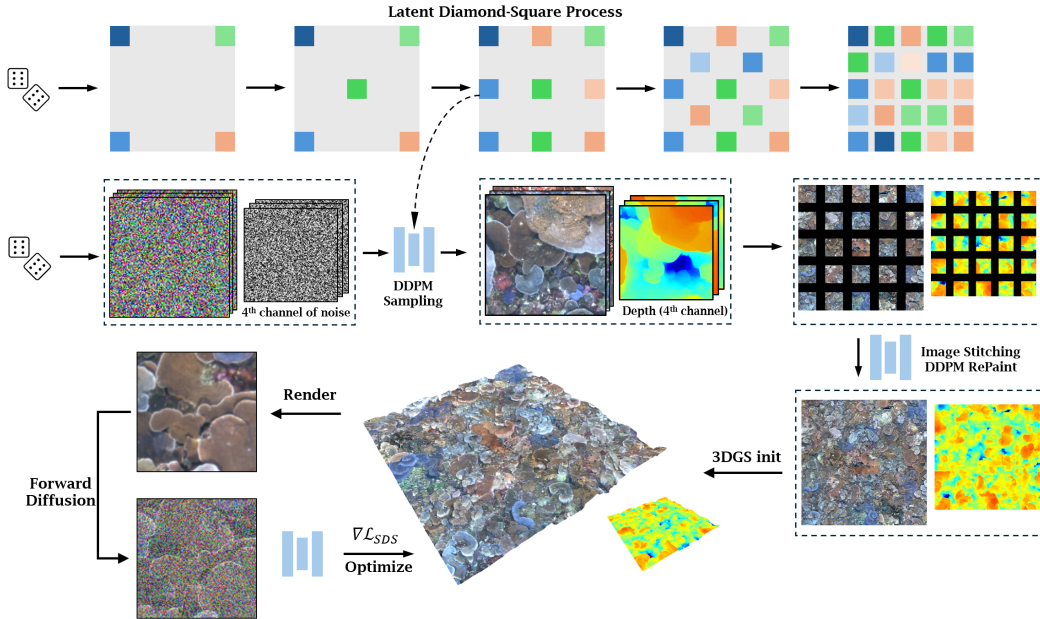 Latent Diamond-Square Process
4th channel of noise
DDPM
Sampling
Depth (4th channel)
Image Stitching
DDPM RePaint
Render
3DGS init
Forward
Diffusion
∇ℒSDS
Optimize